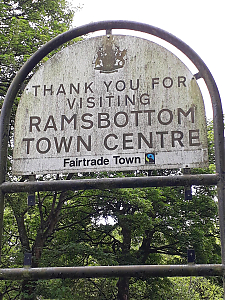 THANK YOU FOR
VISITING
RAMSBOTTOM
TOWN CENTRE
Fairtrade Town